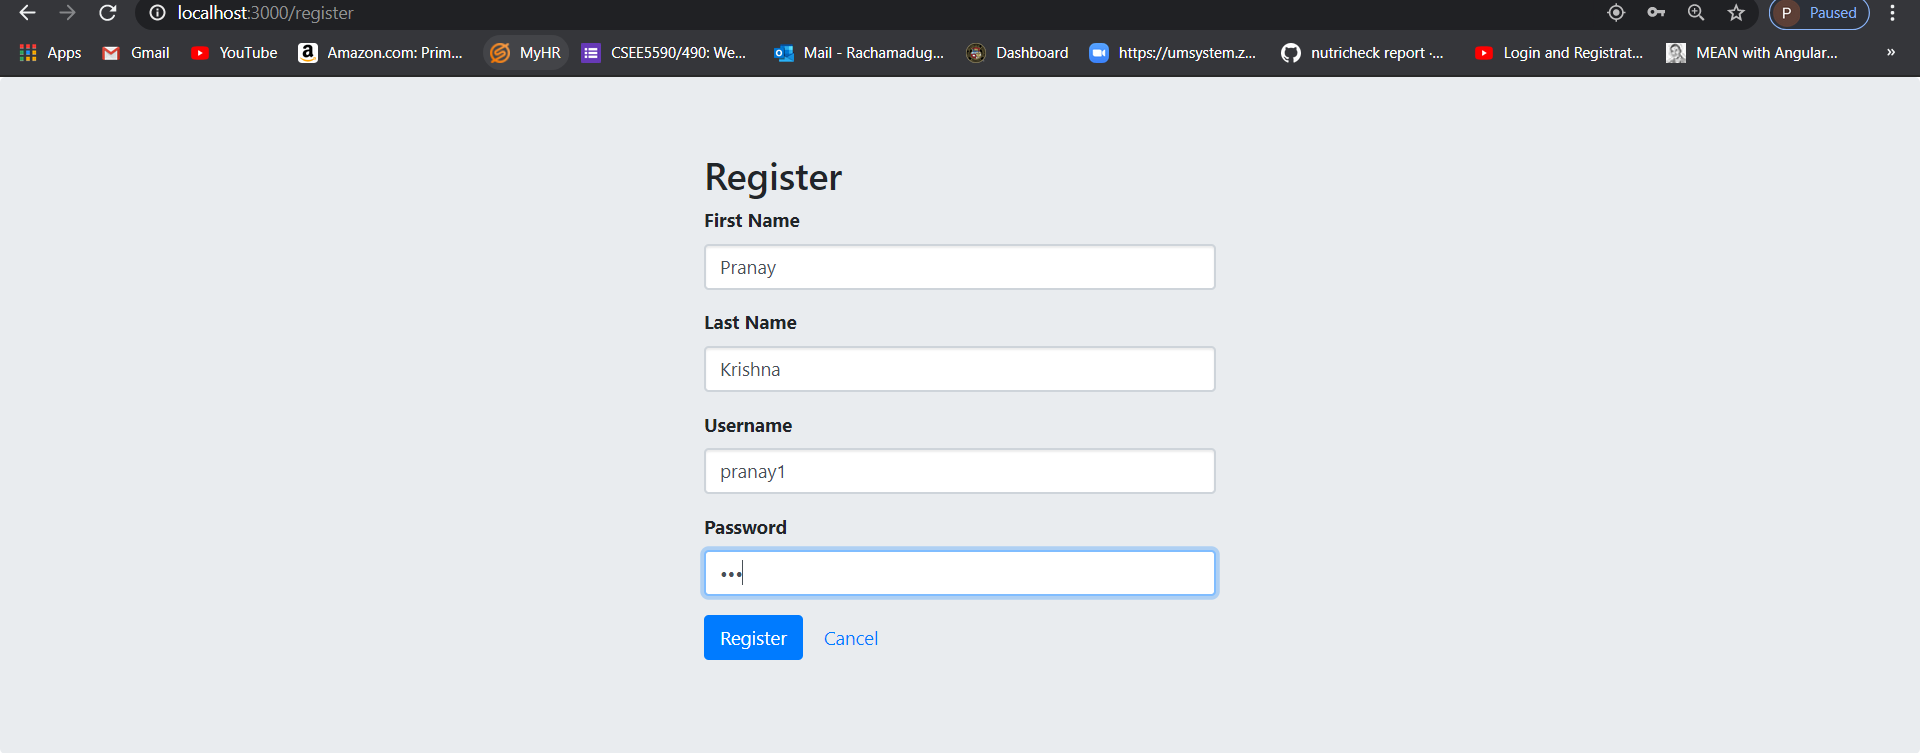 localhost:3000/register
P Paused
Apps Gmail YouTube a Amazon.com: Prim... MyHR CSEE5590/490: We... Mail - Rachamadug... Dashboard https://umsystem.z... nutricheck report ·... Login and Registrat... MEAN with Angular... »
Register
First Name
Pranay
Last Name
Krishna
Username
pranay1
Password
•••
Register Cancel